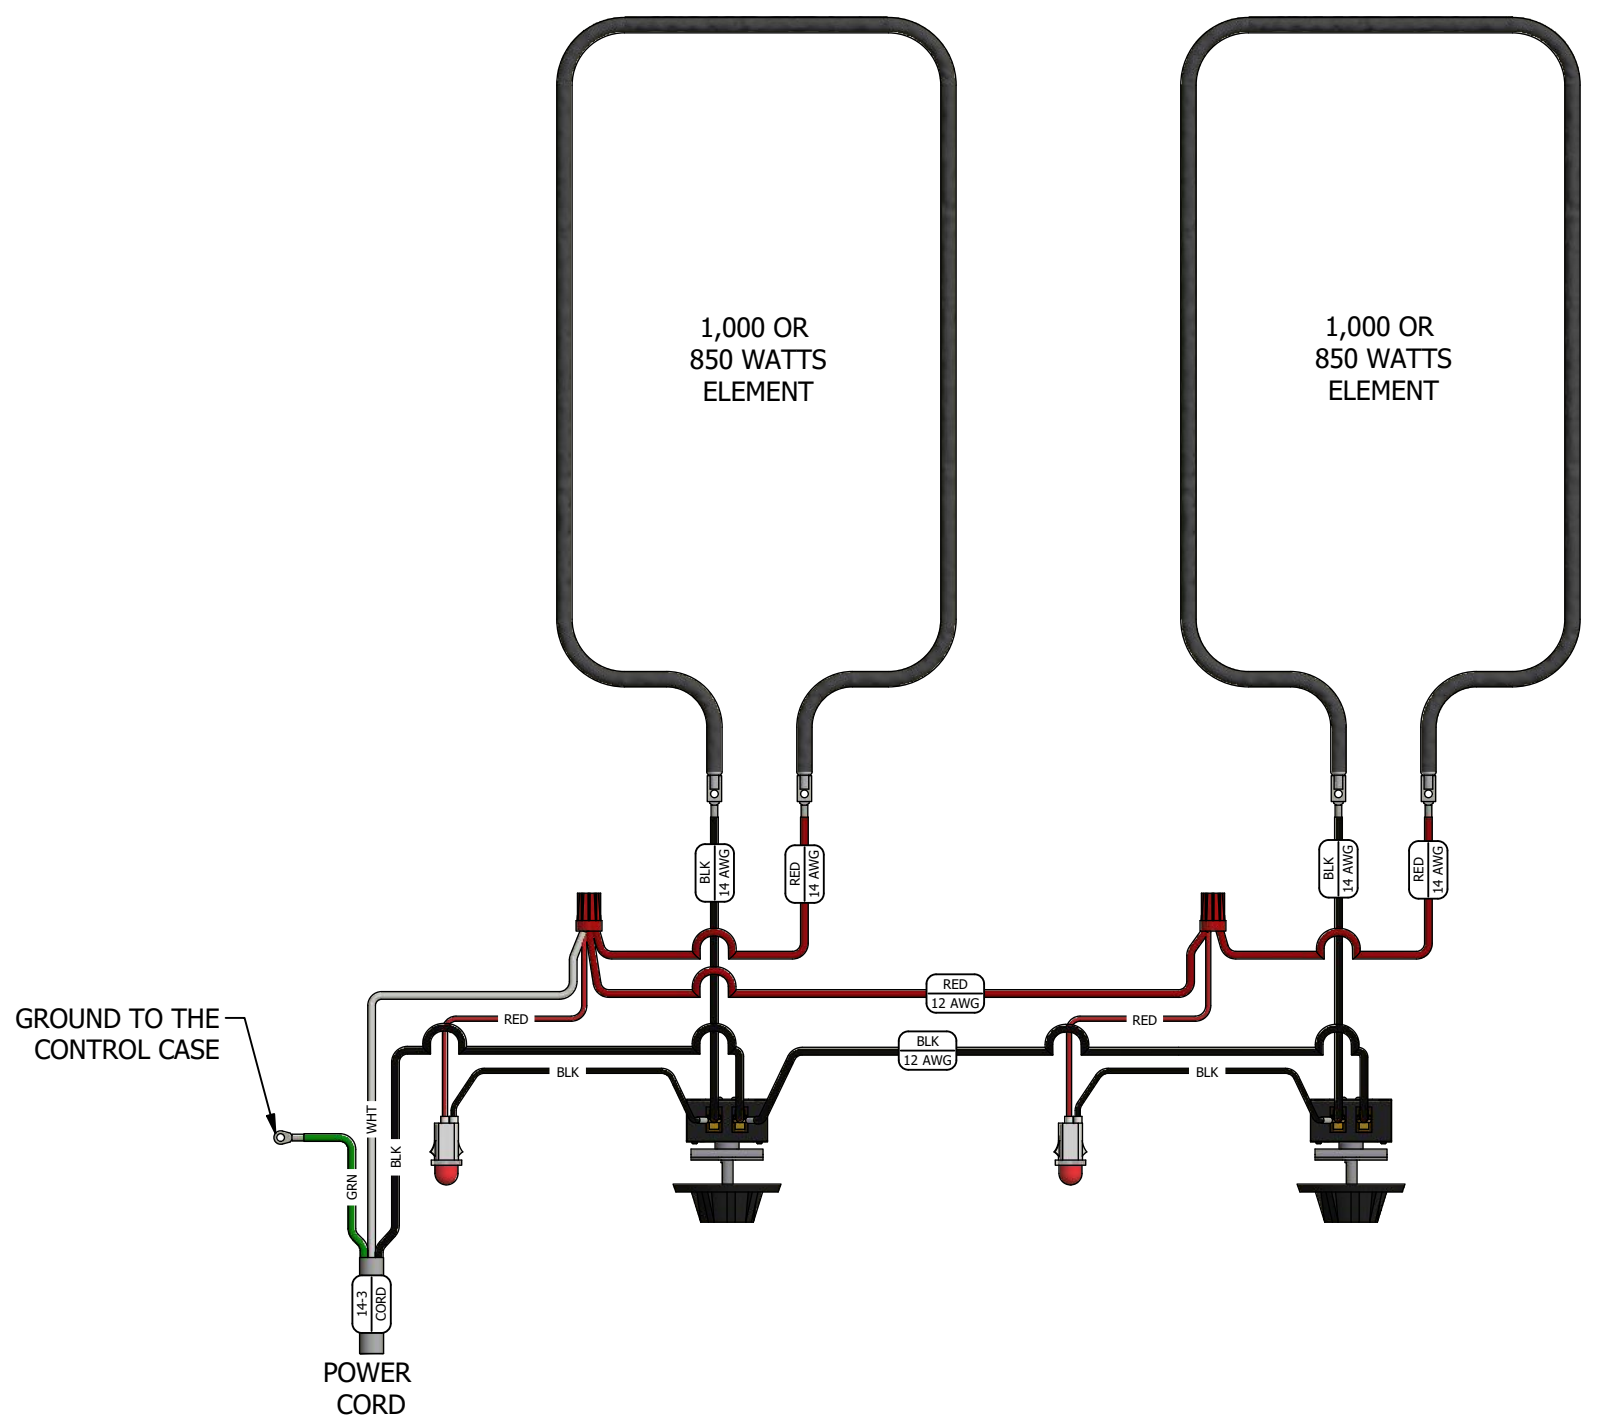 1,000 OR
850 WATTS
ELEMENT
1,000 OR
850 WATTS
ELEMENT
BLK
14 AWG
RED
14 AWG
BLK
14 AWG
RED
14 AWG
RED
12 AWG
RED
RED
BLK
12 AWG
BLK
BLK
GROUND TO THE
CONTROL CASE
WHT
BLK
GRN
14-3
CORD
POWER
CORD